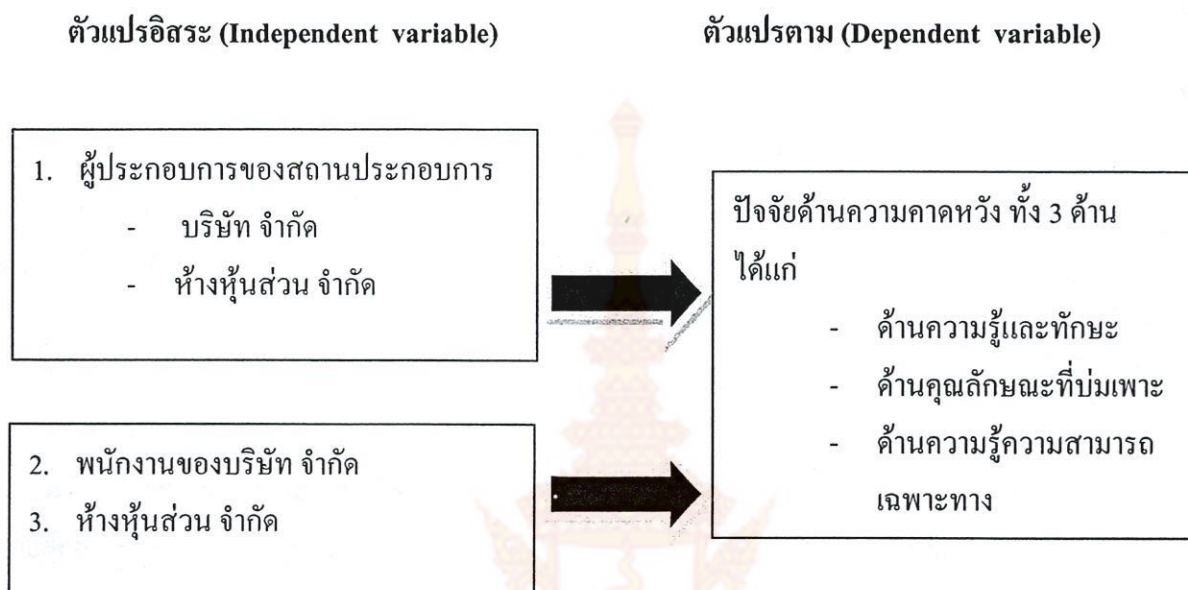 ตัวแปรอิสระ (Independent variable)
ตัวแปรตาม (Dependent variable)
1. ผู้ประกอบการของสถานประกอบการ
- บริษัท จำกัด
- ห้างหุ้นส่วน จำกัด
2. พนักงานของบริษัท จำกัด
3. ห้างหุ้นส่วน จำกัด
ปัจจัยด้านความคาดหวัง ทั้ง 3 ด้าน
ได้แก่
- ด้านความรู้และทักษะ
- ด้านคุณลักษณะที่บ่มเพาะ
- ด้านความรู้ความสามารถ
เฉพาะทาง